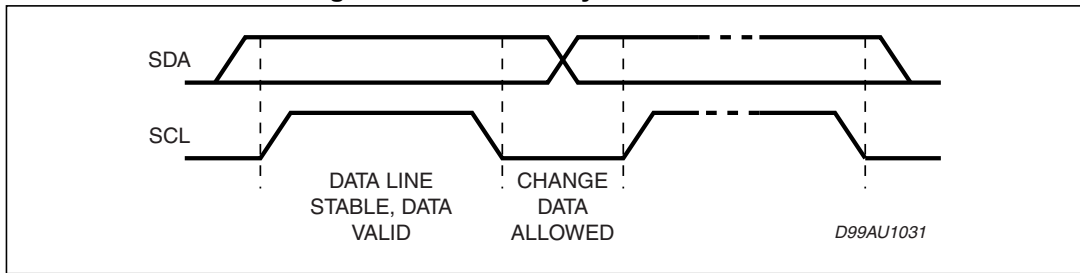 SDA
SCL
DATA LINE
STABLE, DATA
VALID
CHANGE
DATA
ALLOWED
D99AU1031